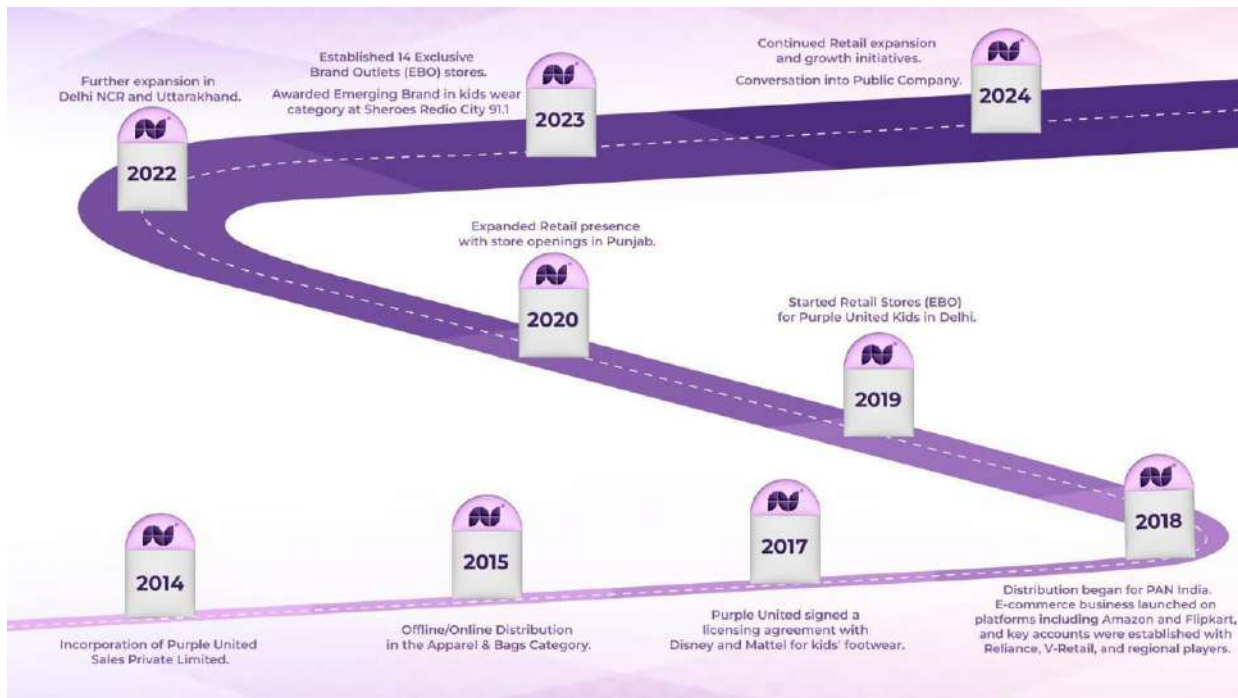 Further expansion in
Delhi NCR and Uttarakhand.
2022
Established 14 Exclusive
Brand Outlets (EBO) stores.
Awarded Emerging Brand in kids wear
category at Sheroes Redio City 91.1
2023
Continued Retail expansion
and growth initiatives.
Conversation into Public Company.
2024
Expanded Retail presence
with store openings in Punjab.
2020
Started Retail Stores (EBO)
for Purple United Kids in Delhi.
2019
2014
Incorporation of Purple United
Sales Private Limited.
2015
Offline/Online Distribution
in the Apparel & Bags Category.
2017
Purple United signed a
licensing agreement with
Disney and Mattel for kids' footwear.
2018
Distribution began for PAN India.
E-commerce business launched on
platforms including Amazon and Flipkart,
and key accounts were established with
Reliance, V-Retail, and regional players.